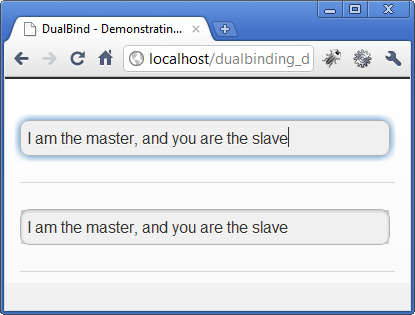 DualBind - Demonstratin...
localhost/dualbinding_d
I am the master, and you are the slave
I am the master, and you are the slave